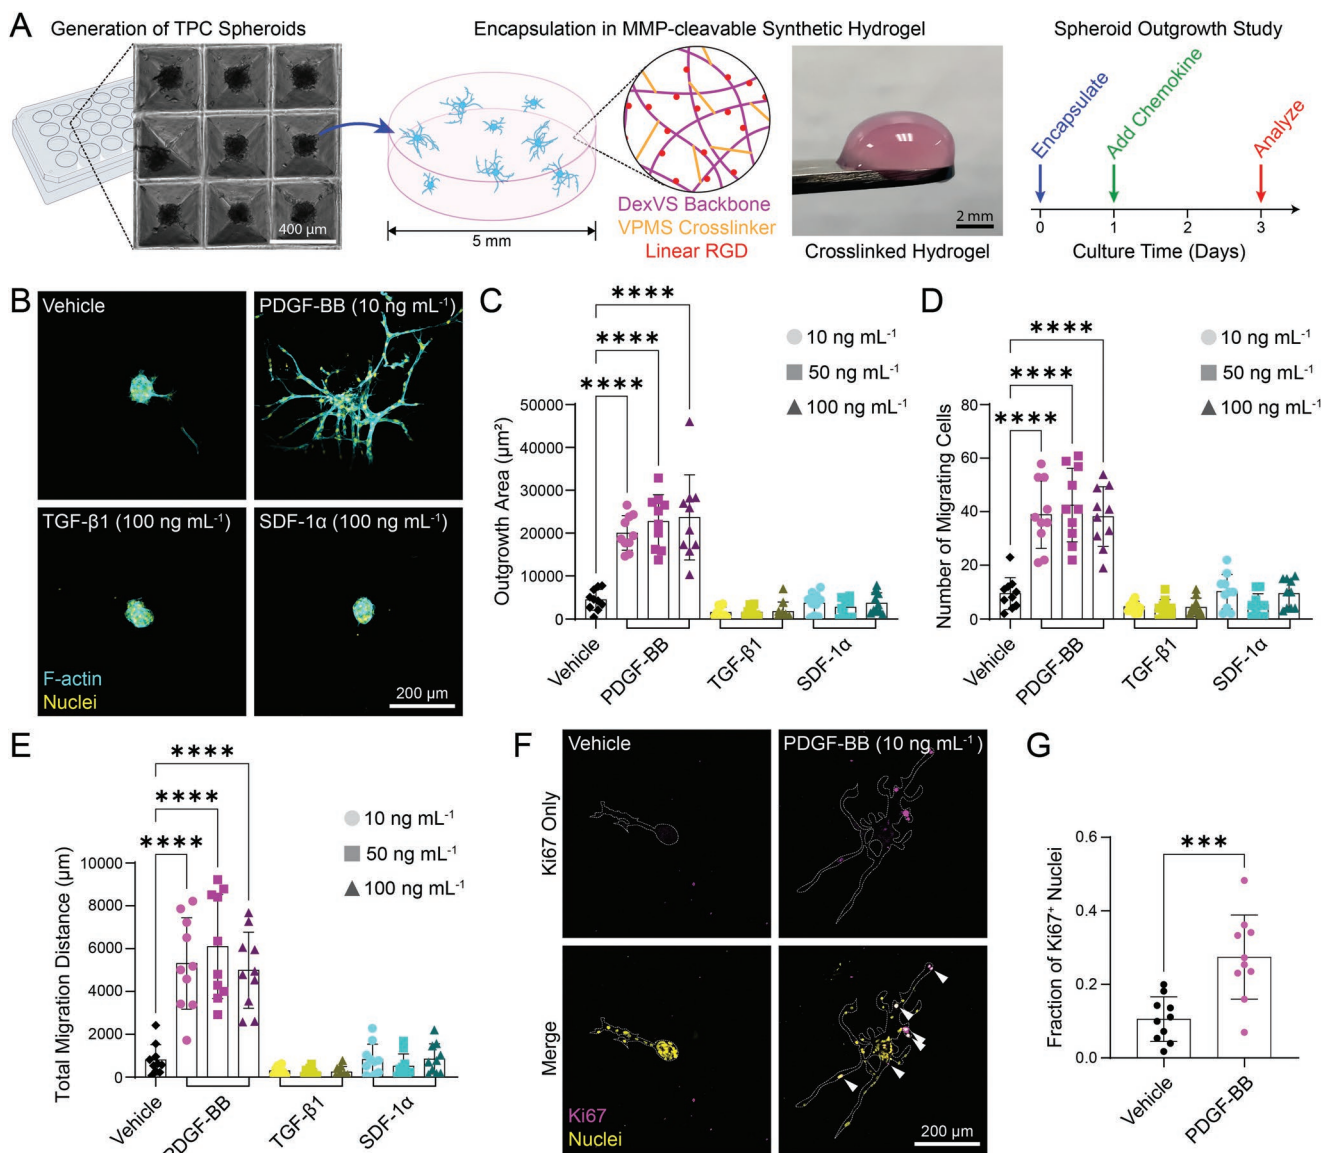 A
Generation of TPC Spheroids
Encapsulation in MMP-cleavable Synthetic Hydrogel
Spheroid Outgrowth Study
400 µm
5 mm
DexVS Backbone
VPMS Crosslinker
Linear RGD
2 mm
Crosslinked Hydrogel
Encapsulate
Add Chemokine
Analyze
0 1 2 3
Culture Time (Days)
B
Vehicle
PDGF-BB (10 ng mL⁻¹)
TGF-β1 (100 ng mL⁻¹)
SDF-1α (100 ng mL⁻¹)
F-actin
Nuclei
200 µm
C
****
****
****
10 ng mL⁻¹
50 ng mL⁻¹
100 ng mL⁻¹
Outgrowth Area (µm²)
50000
40000
30000
20000
10000
0
Vehicle
PDGF-BB
TGF-β1
SDF-1α
D
****
****
****
10 ng mL⁻¹
50 ng mL⁻¹
100 ng mL⁻¹
Number of Migrating Cells
80
60
40
20
0
Vehicle
PDGF-BB
TGF-β1
SDF-1α
E
****
****
****
10 ng mL⁻¹
50 ng mL⁻¹
100 ng mL⁻¹
Total Migration Distance (µm)
10000
8000
6000
4000
2000
0
Vehicle
PDGF-BB
TGF-β1
SDF-1α
F
Vehicle
PDGF-BB (10 ng mL⁻¹)
Ki67 Only
Merge
Ki67
Nuclei
200 µm
G
***
Fraction of Ki67⁺ Nuclei
0.6
0.4
0.2
0.0
Vehicle
PDGF-BB